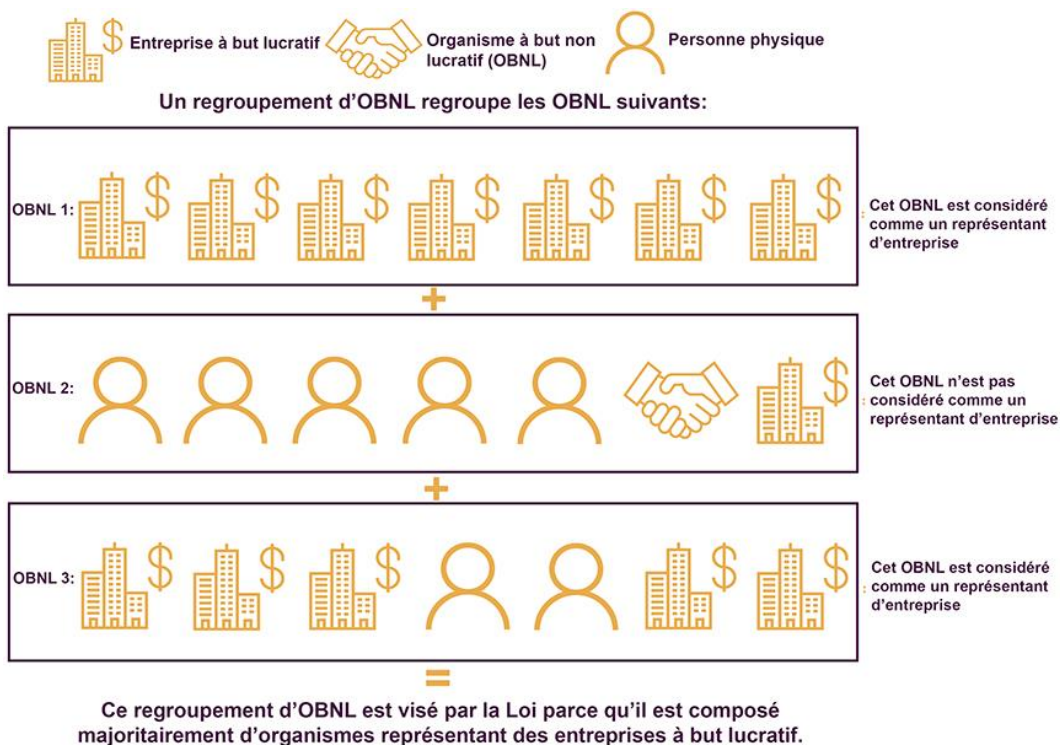 Entreprise à but lucratif
Organisme à but non
lucratif (OBNL)
Personne physique
Un regroupement d'OBNL regroupe les OBNL suivants:
OBNL 1:
: Cet OBNL est considéré
comme un représentant
d'entreprise
+
OBNL 2:
Cet OBNL n'est pas
: considéré comme un
représentant d'entreprise
+
OBNL 3:
Cet OBNL est considéré
: comme un représentant
d'entreprise
=
Ce regroupement d'OBNL est visé par la Loi parce qu'il est composé
majoritairement d'organismes représentant des entreprises à but lucratif.